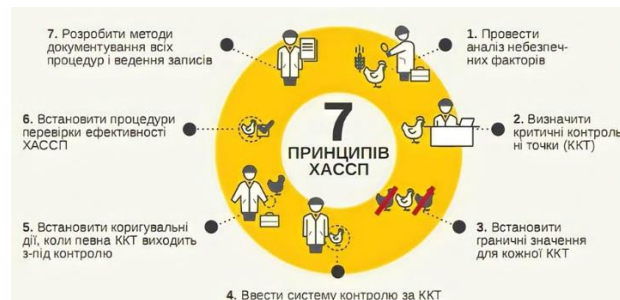 7. Розробити методи
документування всіх
процедур і ведення записів
1. Провести
аналіз небезпеч-
них факторів
6. Встановити процедури
перевірки ефективності
ХАССП
7
ПРИНЦИПІВ
ХАССП
2. Визначити
критичні контроль
ні точки (ККТ)
5. Встановити коригувальні
дії, коли певна ККТ виходить
з-під контролю
3. Встановити
граничні значення
для кожної ККТ
4. Ввести систему контролю за ККТ